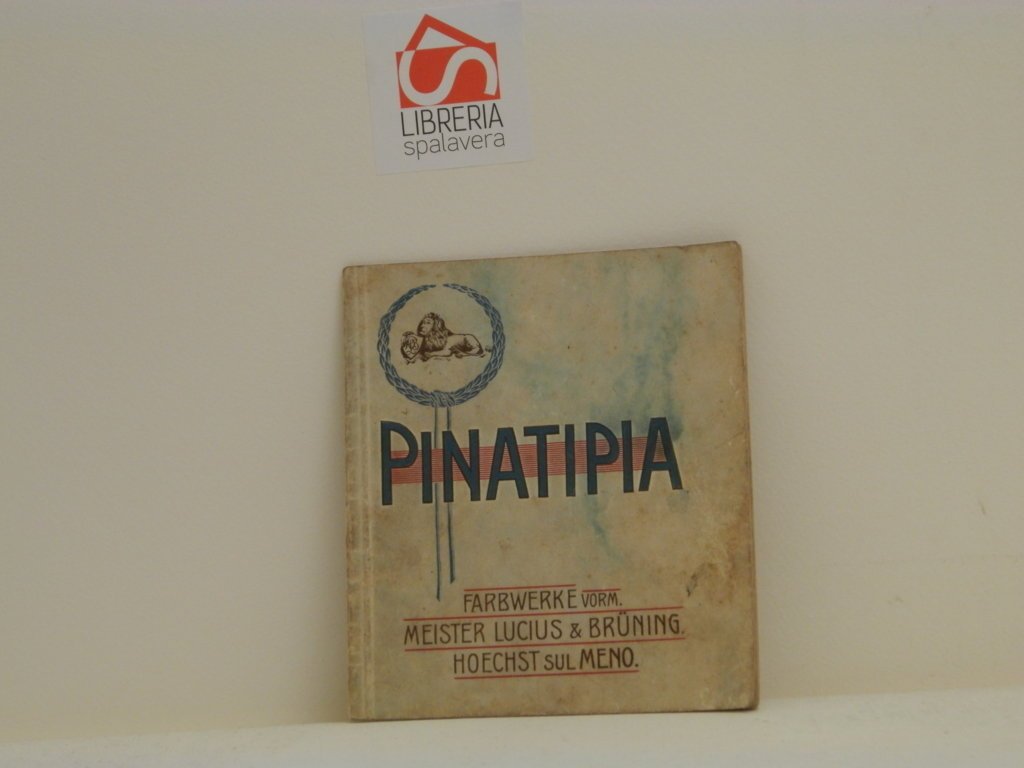 LIBRERIA
spalavera
PINATIPIA
FARBWERKE VORM.
MEISTER LUCIUS & BRÜNING.
HOECHST SUL MENO.